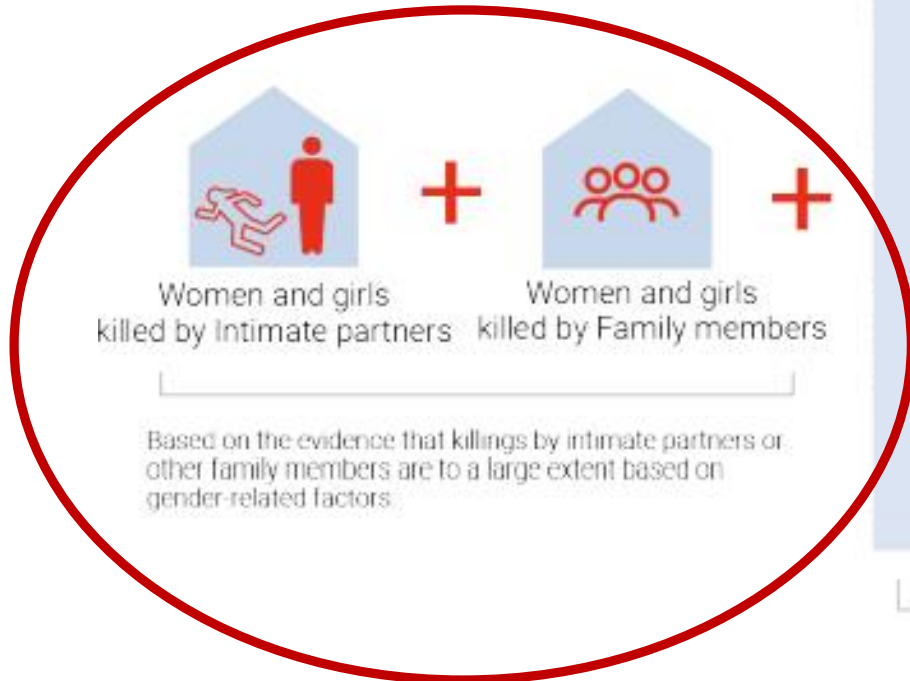 Women and girls
killed by Intimate partners
+
Women and girls
killed by Family members
+
Based on the evidence that killings by intimate partners or
other family members are to a large extent based on
gender-related factors.